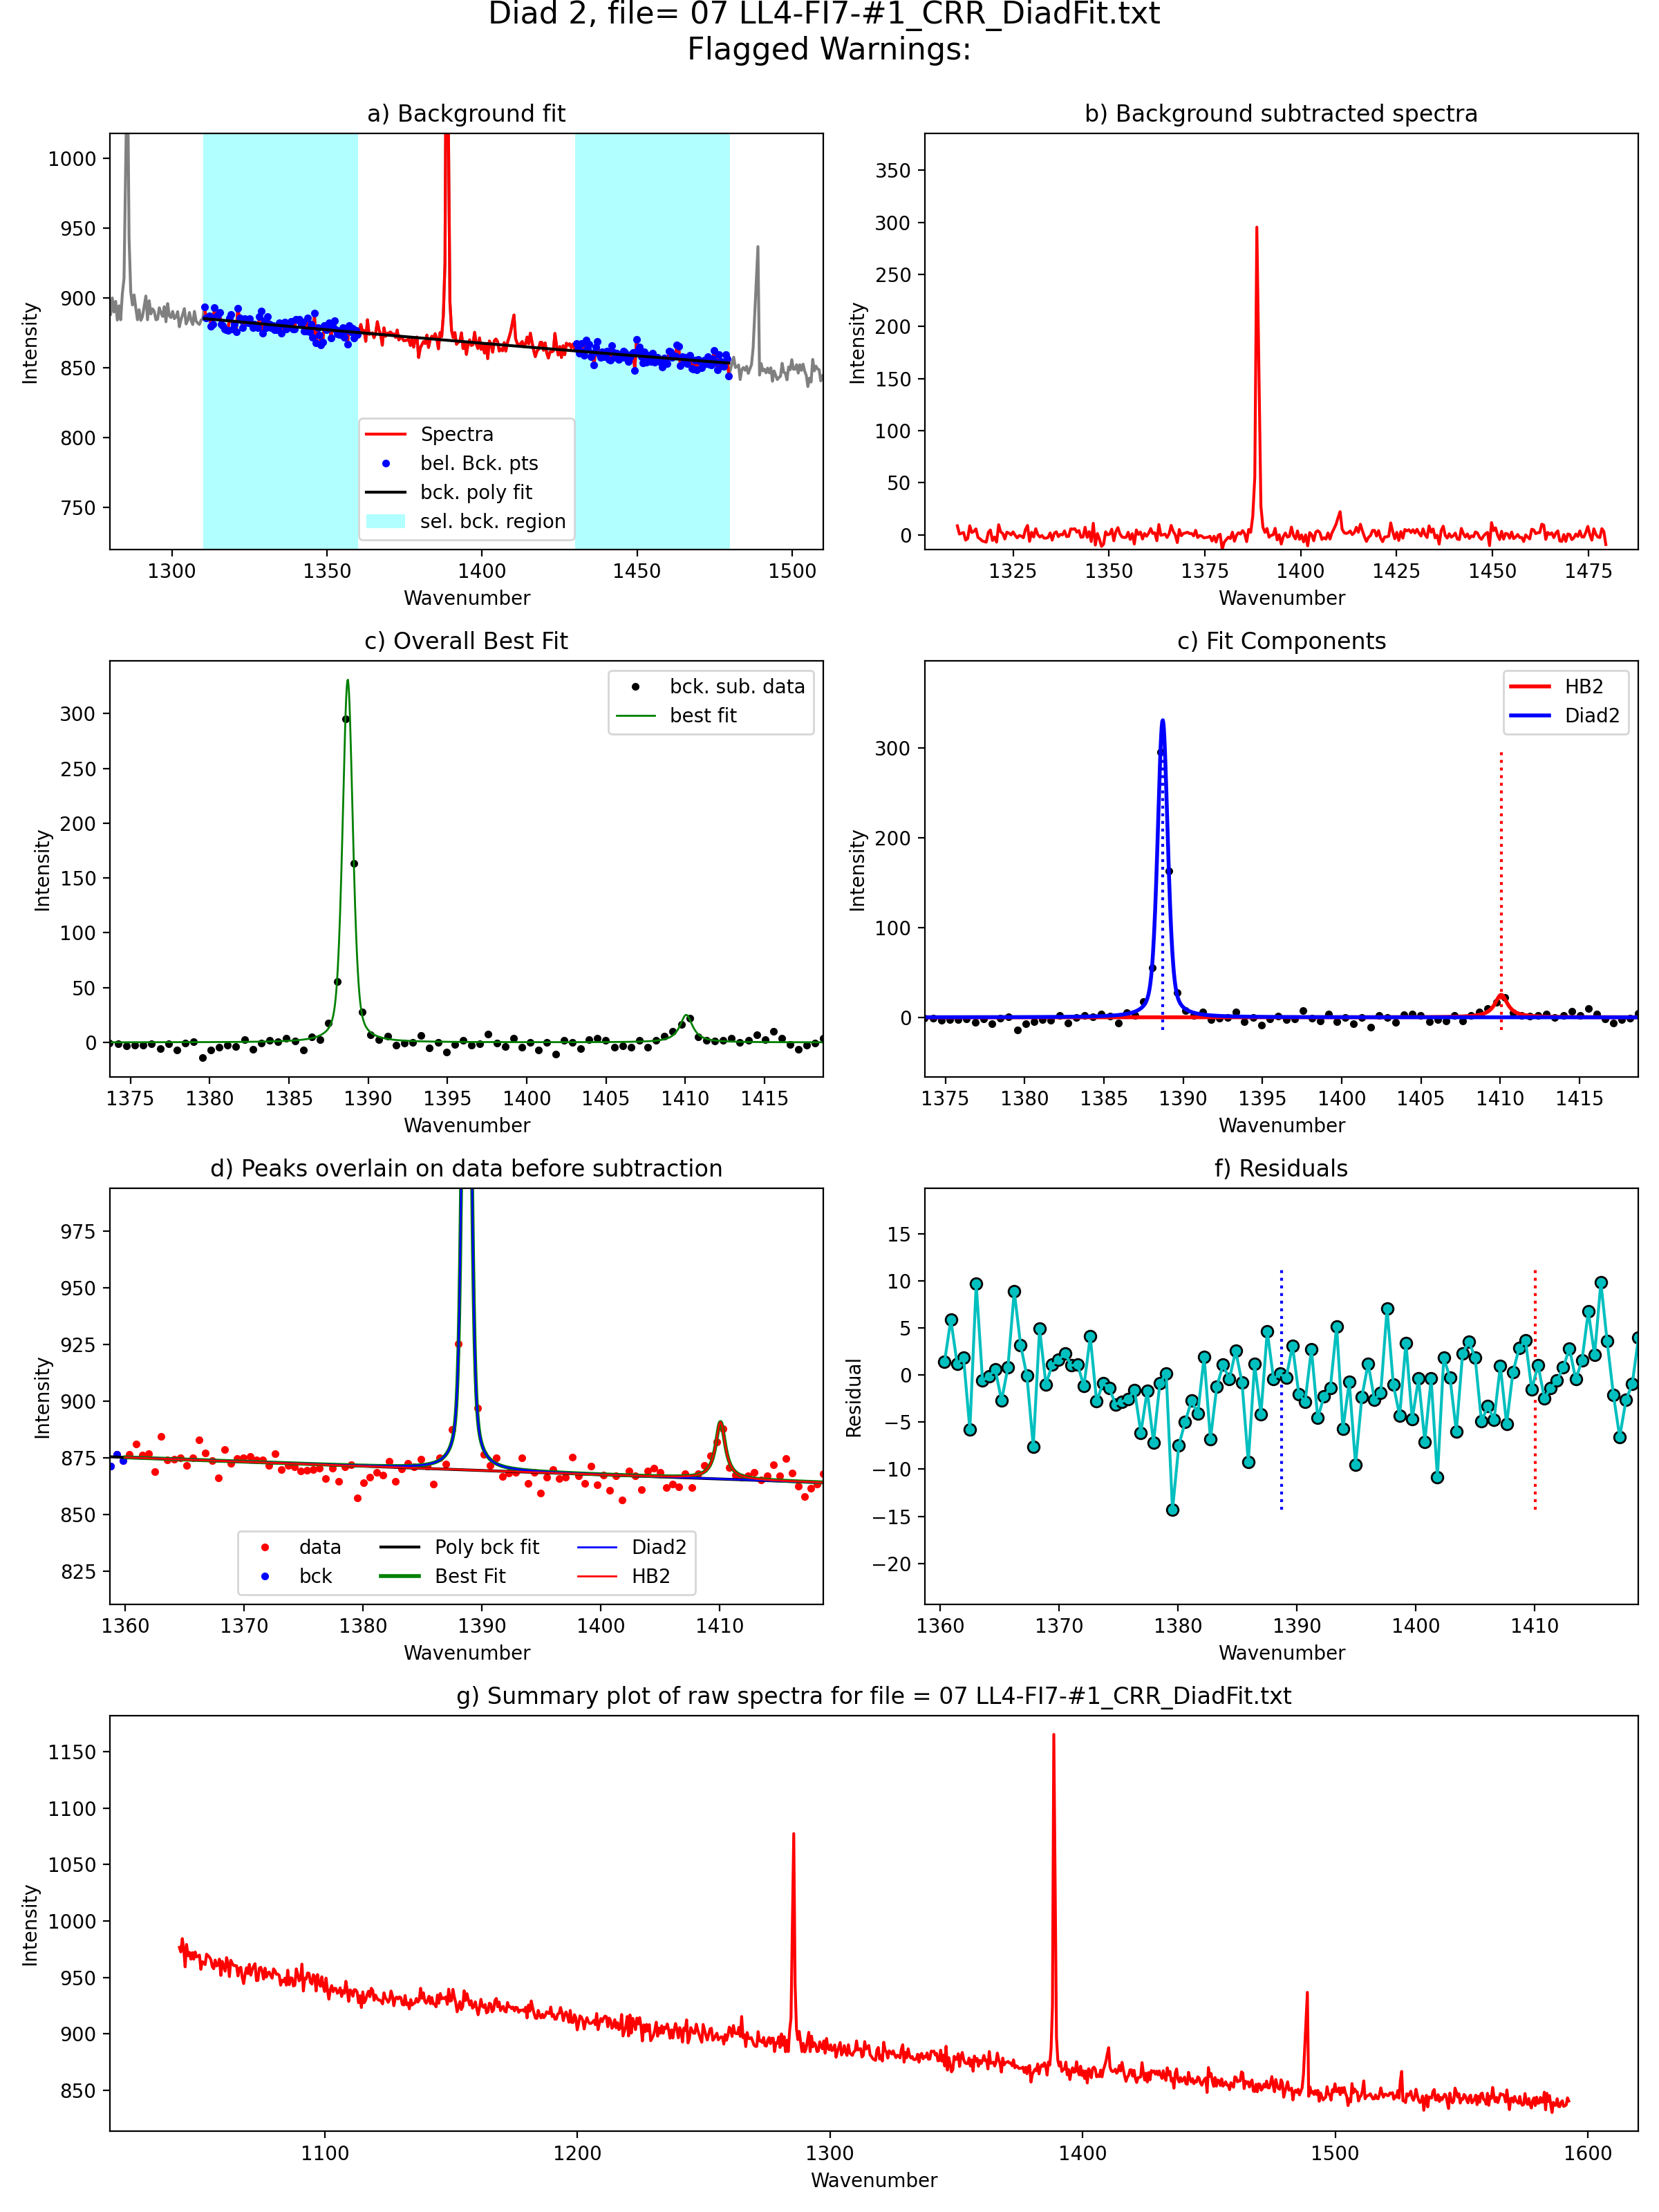 Diad 2, file= 07 LL4-FI7-#1_CRR_DiadFit.txt
Flagged Warnings:
a) Background fit
1000
950
900
850
800
750
Intensity
Spectra
bel. Bck. pts
bck. poly fit
sel. bck. region
1300 1350 1400 1450 1500
Wavenumber
b) Background subtracted spectra
350
300
250
200
150
100
50
0
Intensity
1325 1350 1375 1400 1425 1450 1475
Wavenumber
c) Overall Best Fit
bck. sub. data
best fit
300
250
200
150
100
50
0
Intensity
1375 1380 1385 1390 1395 1400 1405 1410 1415
Wavenumber
c) Fit Components
HB2
Diad2
300
200
100
0
Intensity
1375 1380 1385 1390 1395 1400 1405 1410 1415
Wavenumber
d) Peaks overlain on data before subtraction
975
950
925
900
875
850
825
Intensity
data Poly bck fit Diad2
bck Best Fit HB2
1360 1370 1380 1390 1400 1410
Wavenumber
f) Residuals
15
10
5
0
−5
−10
−15
−20
Residual
1360 1370 1380 1390 1400 1410
Wavenumber
g) Summary plot of raw spectra for file = 07 LL4-FI7-#1_CRR_DiadFit.txt
1150
1100
1050
1000
950
900
850
Intensity
1100 1200 1300 1400 1500 1600
Wavenumber